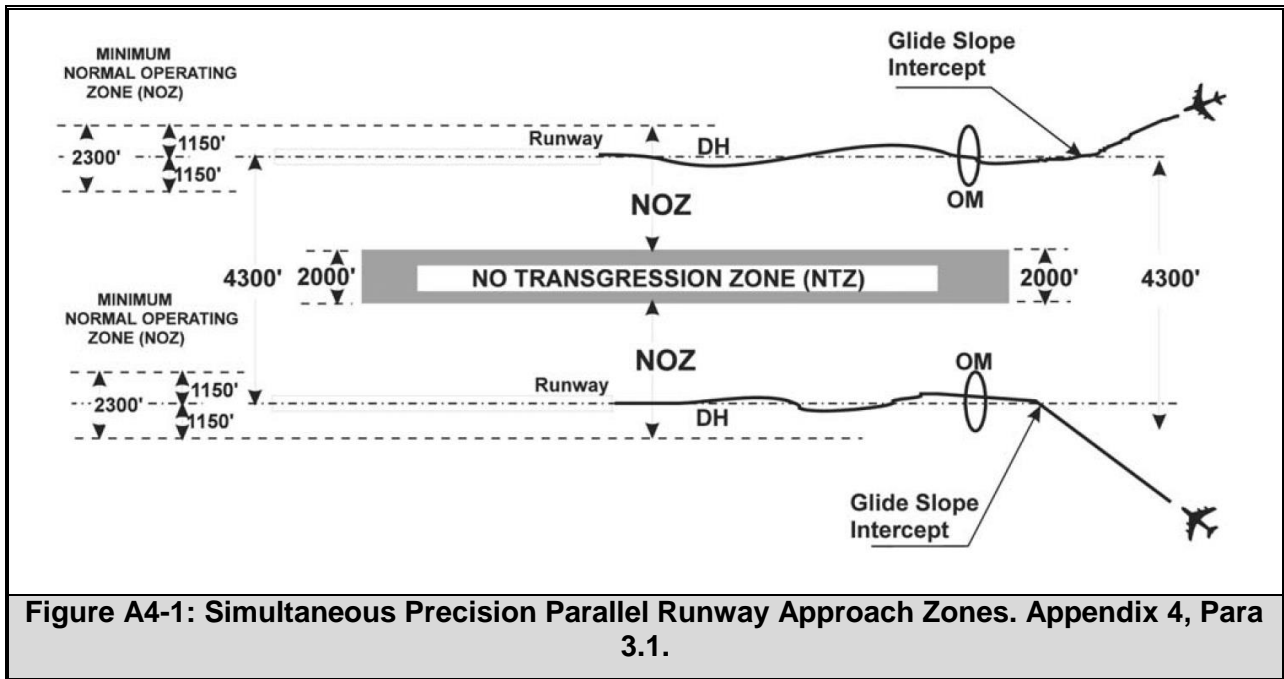 MINIMUM
NORMAL OPERATING
ZONE (NOZ)
Glide Slope
Intercept
2300'
1150'
1150'
Runway
DH
OM
NOZ
4300'
2000'
NO TRANSGRESSION ZONE (NTZ)
2000'
4300'
MINIMUM
NORMAL OPERATING
ZONE (NOZ)
NOZ
OM
2300'
1150'
1150'
Runway
DH
Glide Slope
Intercept
Figure A4-1: Simultaneous Precision Parallel Runway Approach Zones. Appendix 4, Para
3.1.